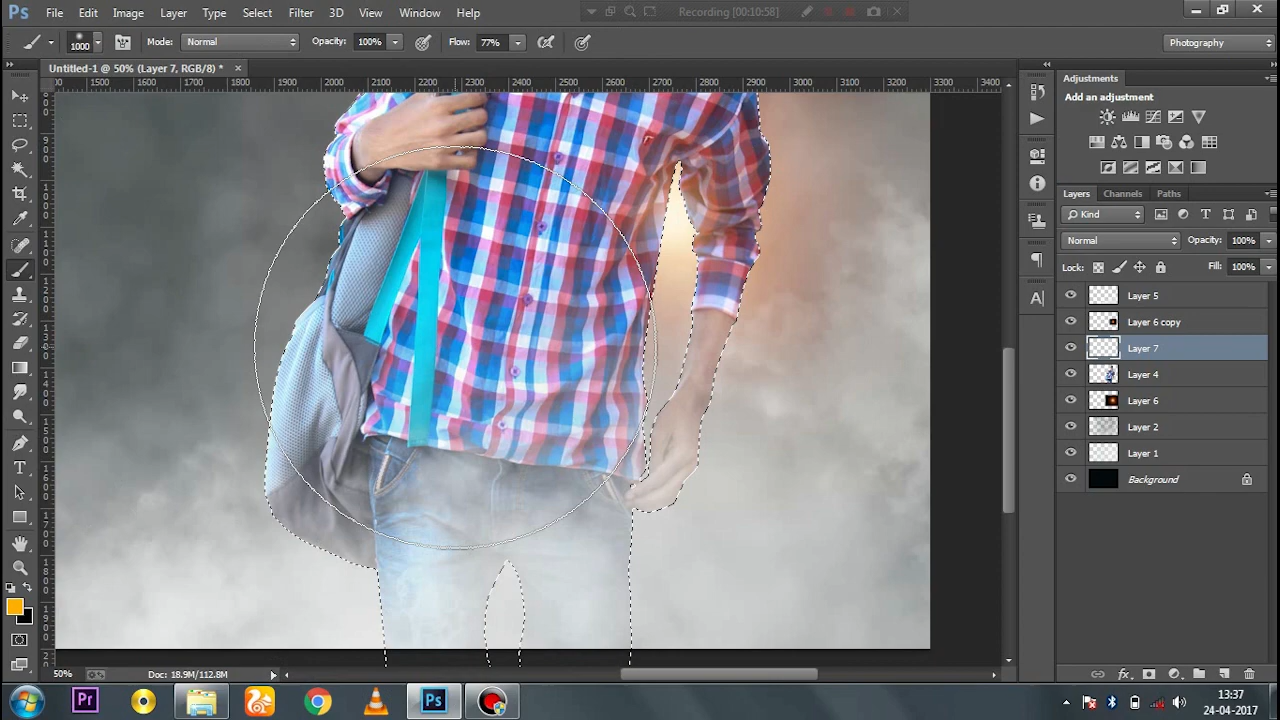 Ps File Edit Image Layer Type Select Filter 3D View Window Help Recording [00:10:58]
1000 Mode: Normal Opacity: 100% Flow: 77% Photography
Untitled-1 @ 50% (Layer 7, RGB/8) * ×
1500 1600 1700 1800 1900 2000 2100 2200 2300 2400 2500 2600 2700 2800 2900 3000 3100 3200 3300 3400
Adjustments
Add an adjustment
Layers Channels Paths
Kind
Normal Opacity: 100%
Lock: Fill: 100%
Layer 5
Layer 6 copy
Layer 7
Layer 4
Layer 6
Layer 2
Layer 1
Background
50% Doc: 18.9M/112.8M
Pr Ps 13:37
24-04-2017